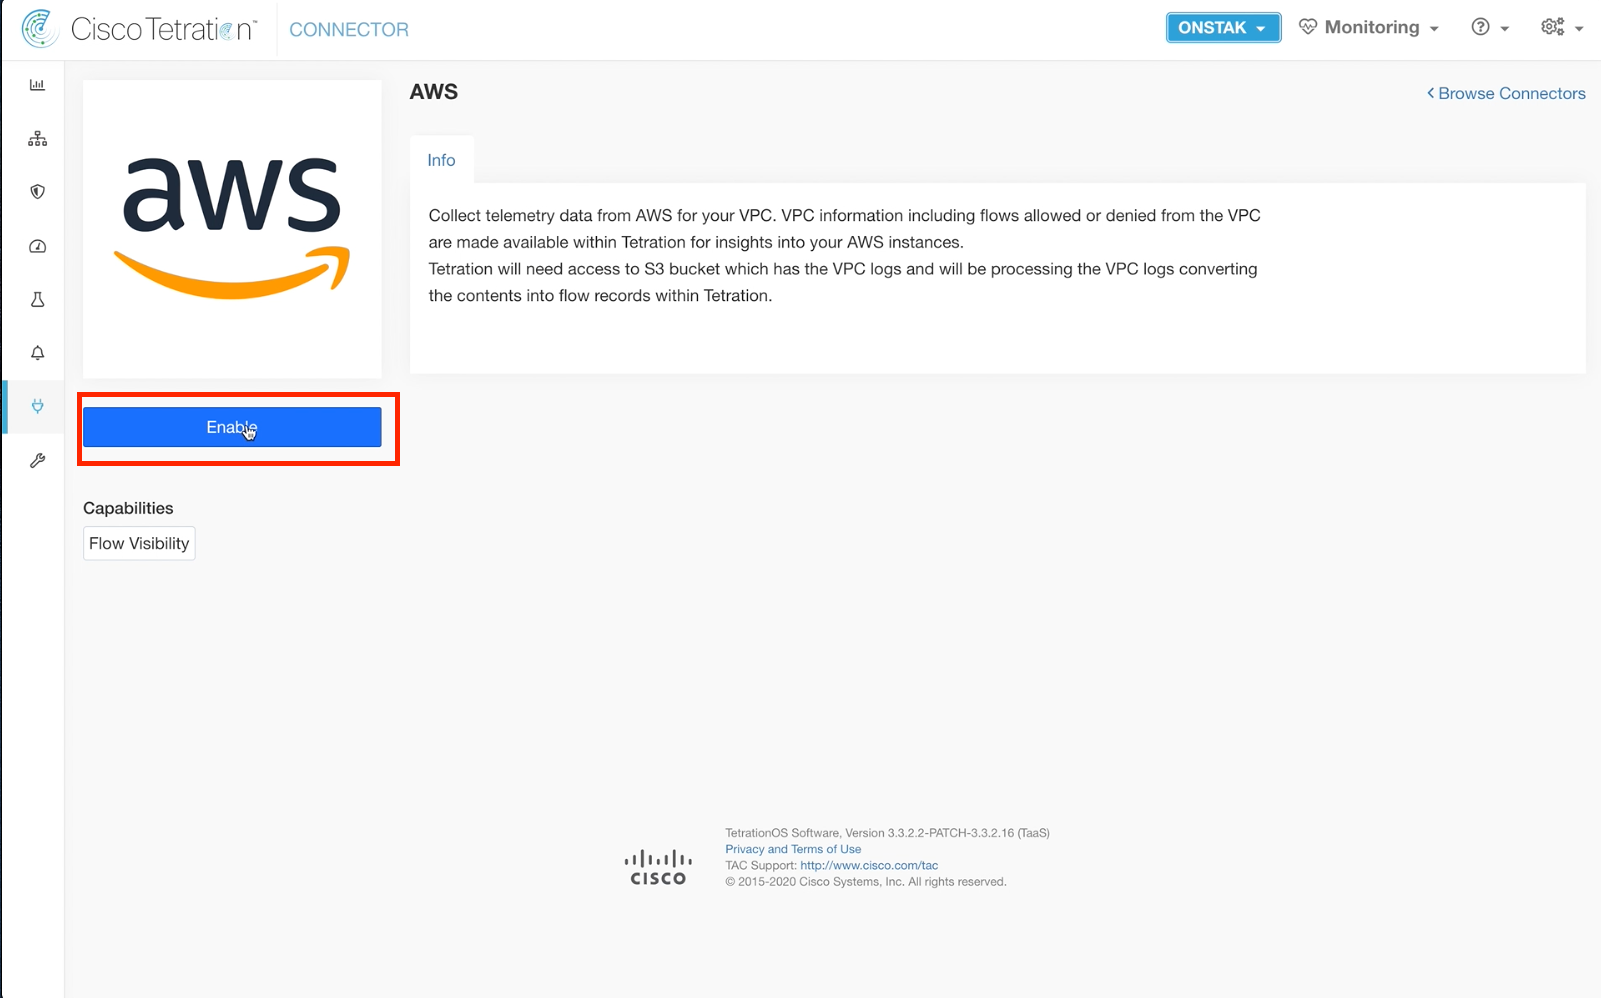 Cisco Tetration™
CONNECTOR
ONSTAK
Monitoring
AWS
Browse Connectors
aws
Info
Collect telemetry data from AWS for your VPC. VPC information including flows allowed or denied from the VPC
are made available within Tetration for insights into your AWS instances.
Tetration will need access to S3 bucket which has the VPC logs and will be processing the VPC logs converting
the contents into flow records within Tetration.
Enable
Capabilities
Flow Visibility
CISCO
TetrationOS Software, Version 3.3.2.2-PATCH-3.3.2.16 (TaaS)
Privacy and Terms of Use
TAC Support: http://www.cisco.com/tac
© 2015-2020 Cisco Systems, Inc. All rights reserved.